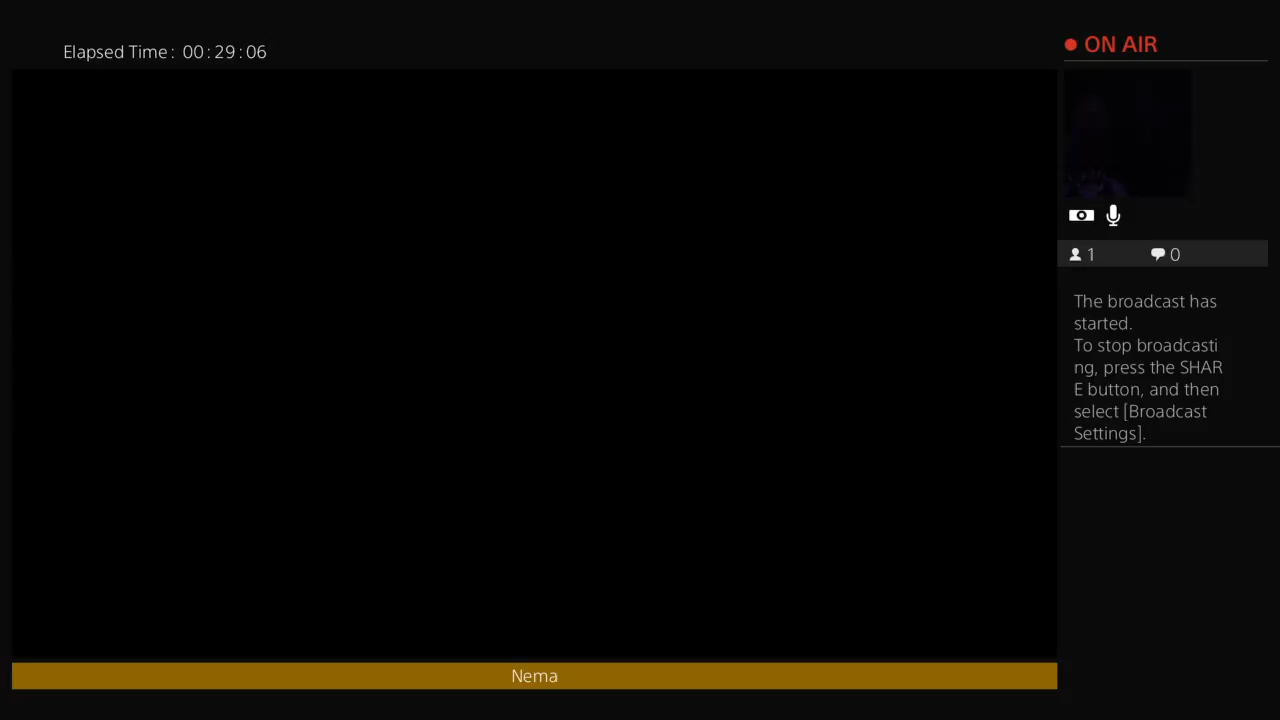 Elapsed Time: 00:29:06
ON AIR
1 0
The broadcast has
started.
To stop broadcasti
ng, press the SHAR
E button, and then
select [Broadcast
Settings].
Nema